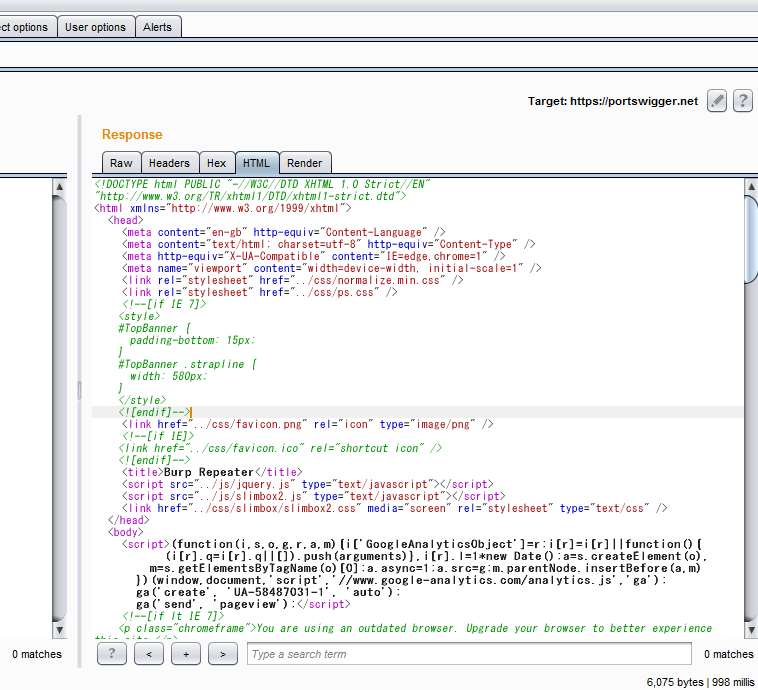 ct options User options Alerts
Target: https://portswigger.net ?
Response
Raw Headers Hex HTML Render
<!DOCTYPE html PUBLIC "-//W3C//DTD XHTML 1.0 Strict//EN"
"http://www.w3.org/TR/xhtml1/DTD/xhtml1-strict.dtd">
<html xmlns="http://www.w3.org/1999/xhtml">
<head>
<meta content="en-gb" http-equiv="Content-Language" />
<meta content="text/html; charset=utf-8" http-equiv="Content-Type" />
<meta http-equiv="X-UA-Compatible" content="IE=edge,chrome=1" />
<meta name="viewport" content="width=device-width, initial-scale=1" />
<link rel="stylesheet" href="../css/normalize.min.css" />
<link rel="stylesheet" href="../css/ps.css" />
<!--[if IE 7]>
<style>
#TopBanner {
padding-bottom: 15px;
}
#TopBanner .strapline {
width: 580px;
}
</style>
<![endif]-->
<link href="../css/favicon.png" rel="icon" type="image/png" />
<!--[if IE]>
<link href="../css/favicon.ico" rel="shortcut icon" />
<![endif]-->
<title>Burp Repeater</title>
<script src="../js/jquery.js" type="text/javascript"></script>
<script src="../js/slimbox2.js" type="text/javascript"></script>
<link href="../css/slimbox/slimbox2.css" media="screen" rel="stylesheet" type="text/css" />
</head>
<body>
<script>(function(i,s,o,g,r,a,m){i['GoogleAnalyticsObject']=r;i[r]=i[r]||function(){
(i[r].q=i[r].q||[]).push(arguments)},i[r].l=1*new Date();a=s.createElement(o),
m=s.getElementsByTagName(o)[0];a.async=1;a.src=g;m.parentNode.insertBefore(a,m)
})(window,document,'script','//www.google-analytics.com/analytics.js','ga');
ga('create', 'UA-58487031-1', 'auto');
ga('send', 'pageview');</script>
<!--[if lt IE 7]>
<p class="chromeframe">You are using an outdated browser. Upgrade your browser to better experience
this site.</p>
0 matches ? < + > Type a search term 0 matches
6,075 bytes | 998 millis